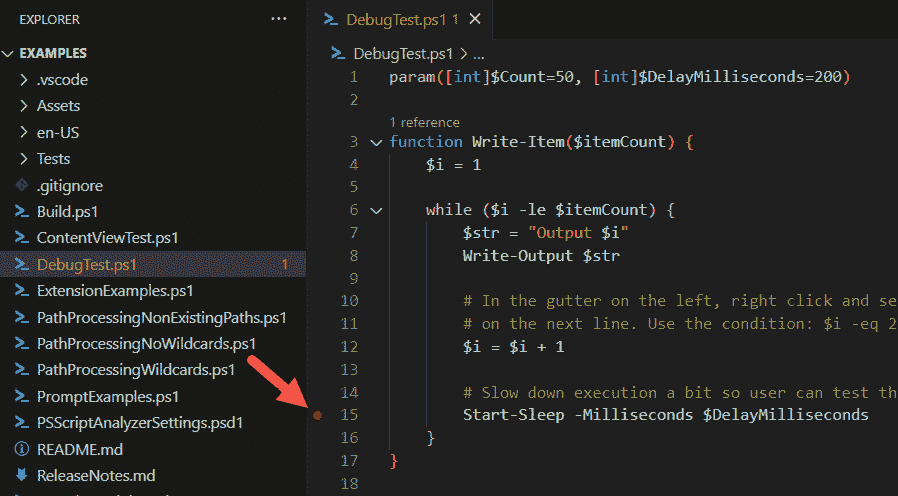 EXPLORER
EXAMPLES
.vscode
Assets
en-US
Tests
.gitignore
Build.ps1
ContentViewTest.ps1
DebugTest.ps1 1
ExtensionExamples.ps1
PathProcessingNonExistingPaths.ps1
PathProcessingNoWildcards.ps1
PathProcessingWildcards.ps1
PromptExamples.ps1
PSScriptAnalyzerSettings.psd1
README.md
ReleaseNotes.md
DebugTest.ps1 1
DebugTest.ps1 > ...
1 param([int]$Count=50, [int]$DelayMilliseconds=200)
2
1 reference
3 function Write-Item($itemCount) {
4 $i = 1
5
6 while ($i -le $itemCount) {
7 $str = "Output $i"
8 Write-Output $str
9
10 # In the gutter on the left, right click and se
11 # on the next line. Use the condition: $i -eq 2
12 $i = $i + 1
13
14 # Slow down execution a bit so user can test th
15 Start-Sleep -Milliseconds $DelayMilliseconds
16 }
17 }
18